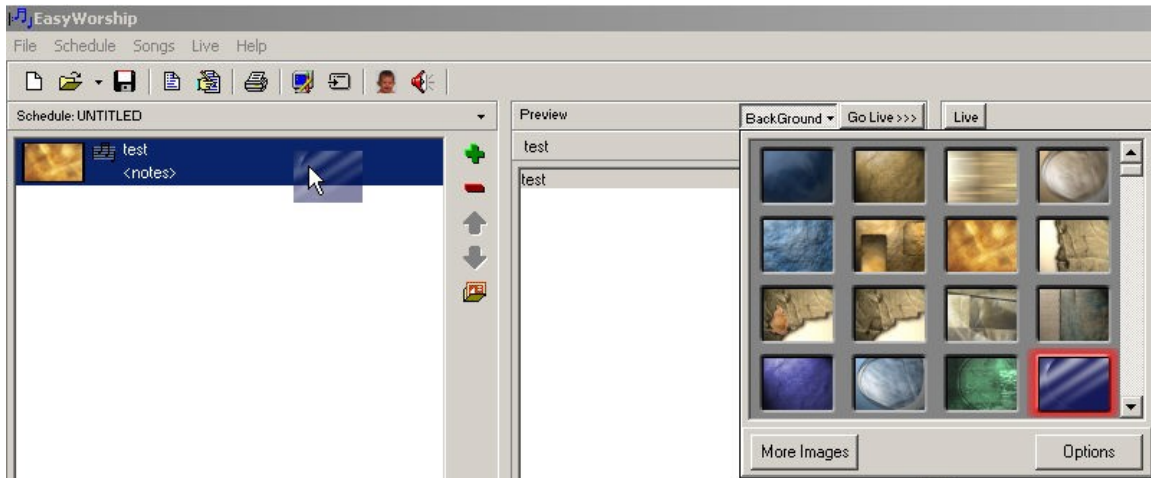 EasyWorship
File Schedule Songs Live Help
Schedule: UNTITLED
Preview
BackGround
Go Live >>>
Live
test
<notes>
test
test
More Images
Options